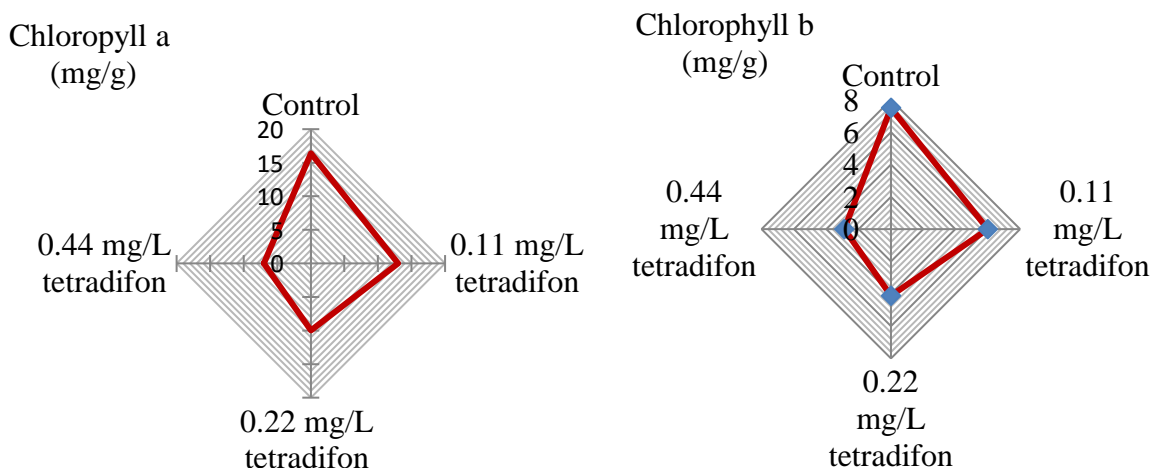 Chloropyll a
(mg/g)
Control
20
15
10
5
0
0.44 mg/L
tetradifon
0.11 mg/L
tetradifon
0.22 mg/L
tetradifon
Chlorophyll b
(mg/g)
Control
8
6
4
2
0
0.44
mg/L
tetradifon
0.11
mg/L
tetradifon
0.22
mg/L
tetradifon